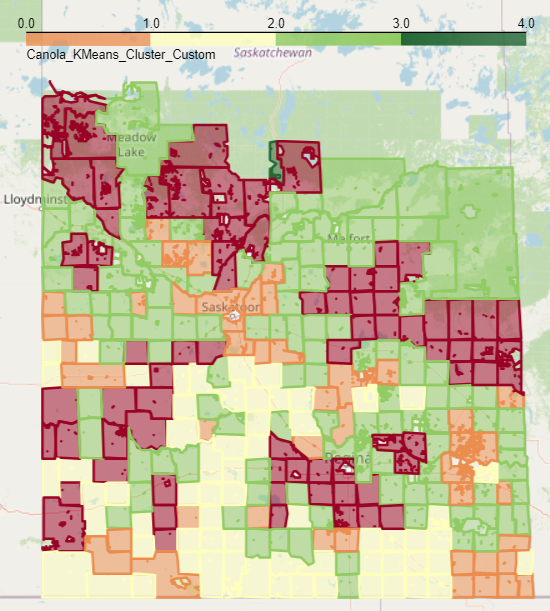 0.0 1.0 2.0 3.0 4.0
Canola_KMeans_Cluster_Custom
Saskatchewan
Meadow
Lake
Lloydminst
Melfort
Saskatoon
Regina